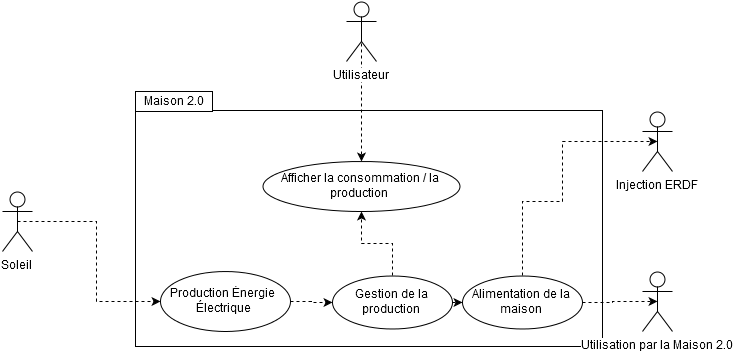 Utilisateur
Maison 2.0
Afficher la consommation / la
production
Injection ERDF
Soleil
Production Énergie
Électrique
Gestion de la
production
Alimentation de la
maison
Utilisation par la Maison 2.0